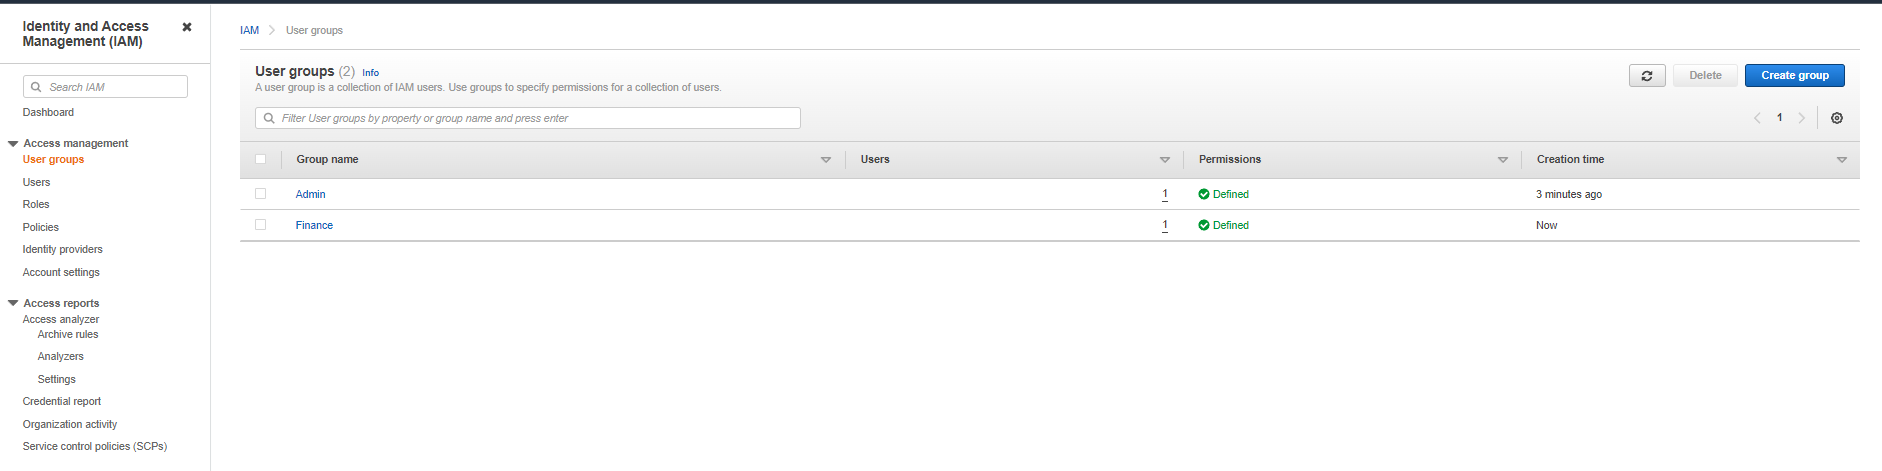 Identity and Access
Management (IAM)
Search IAM
Dashboard
Access management
User groups
Users
Roles
Policies
Identity providers
Account settings
Access reports
Access analyzer
Archive rules
Analyzers
Settings
Credential report
Organization activity
Service control policies (SCPs)
IAM > User groups
User groups (2) Info
A user group is a collection of IAM users. Use groups to specify permissions for a collection of users.
Delete
Create group
Filter User groups by property or group name and press enter
1
Group name Users Permissions Creation time
Admin 1 Defined 3 minutes ago
Finance 1 Defined Now